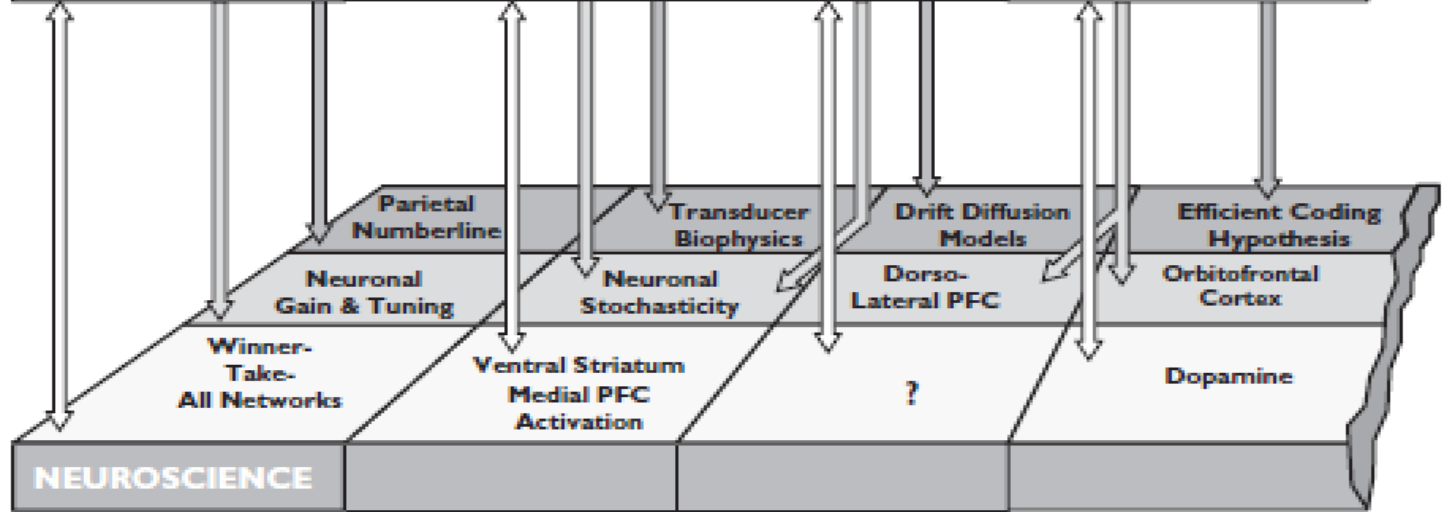 Parietal
Numberline
Transducer
Biophysics
Drift Diffusion
Models
Efficient Coding
Hypothesis
Neuronal
Gain & Tuning
Neuronal
Stochasticity
Dorso-
Lateral PFC
Orbitofrontal
Cortex
Winner-
Take-
All Networks
Ventral Striatum
Medial PFC
Activation
?
Dopamine
NEUROSCIENCE